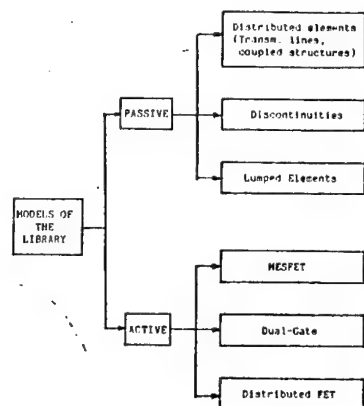 Distributed elements
(Transm. lines,
coupled structures)
PASSIVE
Discontinuities
Lumped Elements
MODELS OF
THE
LIBRARY
MESFET
ACTIVE
Dual-Gate
Distributed FET